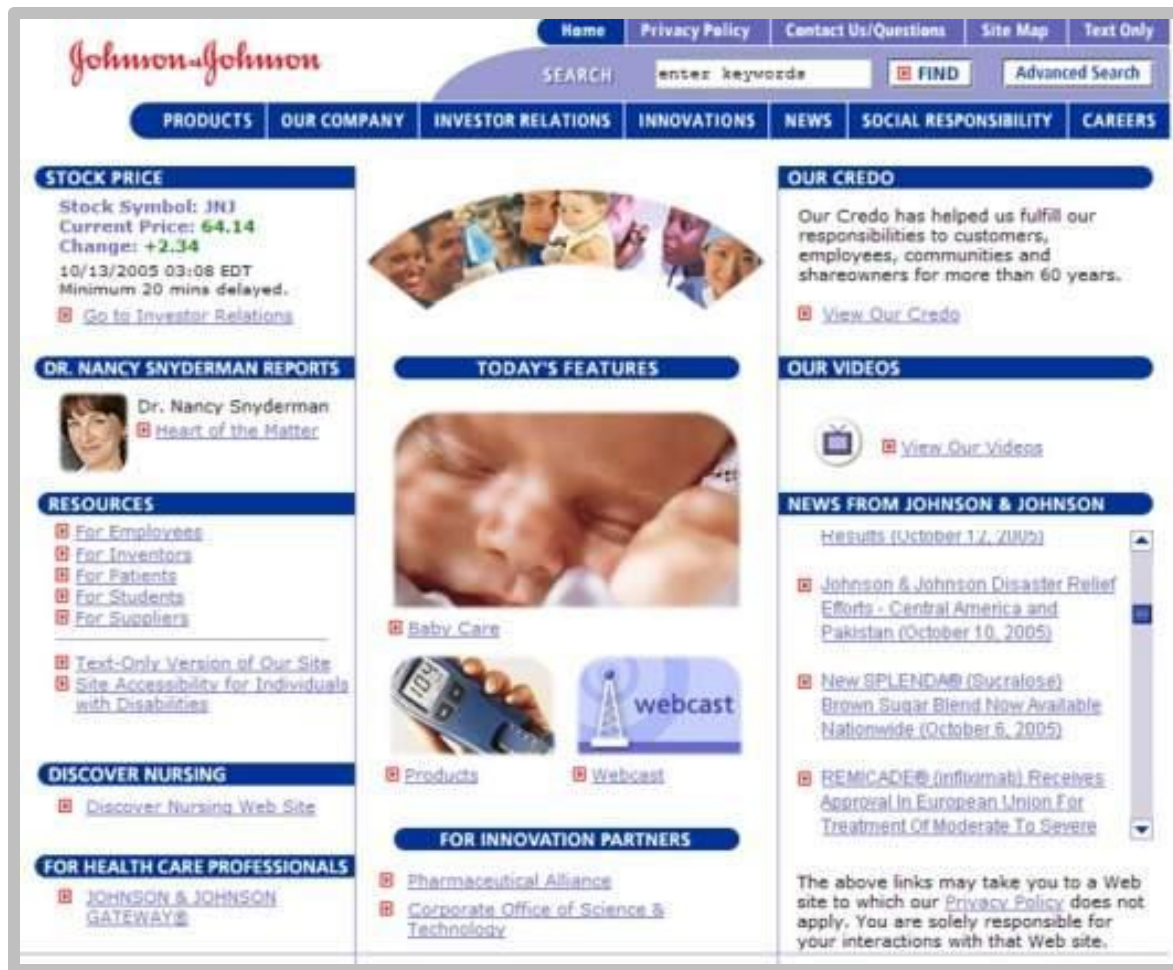 Home
Privacy Policy
Contact Us/Questions
Site Map
Text Only
Johnson & Johnson
SEARCH
enter keywords
FIND
Advanced Search
PRODUCTS
OUR COMPANY
INVESTOR RELATIONS
INNOVATIONS
NEWS
SOCIAL RESPONSIBILITY
CAREERS
STOCK PRICE
Stock Symbol: JNJ
Current Price: 64.14
Change: +2.34
10/13/2005 03:08 EDT
Minimum 20 mins delayed.
Go to Investor Relations
DR. NANCY SNYDERMAN REPORTS
Dr. Nancy Snyderman
Heart of the Matter
RESOURCES
For Employees
For Inventors
For Patients
For Students
For Suppliers
Text-Only Version of Our Site
Site Accessibility for Individuals
with Disabilities
DISCOVER NURSING
Discover Nursing Web Site
FOR HEALTH CARE PROFESSIONALS
JOHNSON & JOHNSON
GATEWAY®
TODAY'S FEATURES
Baby Care
104
webcast
Products
Webcast
FOR INNOVATION PARTNERS
Pharmaceutical Alliance
Corporate Office of Science &
Technology
OUR CREDO
Our Credo has helped us fulfill our
responsibilities to customers,
employees, communities and
shareowners for more than 60 years.
View Our Credo
OUR VIDEOS
View Our Videos
NEWS FROM JOHNSON & JOHNSON
Results (October 12, 2005)
Johnson & Johnson Disaster Relief
Efforts - Central America and
Pakistan (October 10, 2005)
New SPLENDA® (Sucralose)
Brown Sugar Blend Now Available
Nationwide (October 6, 2005)
REMICADE® (infliximab) Receives
Approval In European Union For
Treatment Of Moderate To Severe
The above links may take you to a Web
site to which our Privacy Policy does not
apply. You are solely responsible for
your interactions with that Web site.